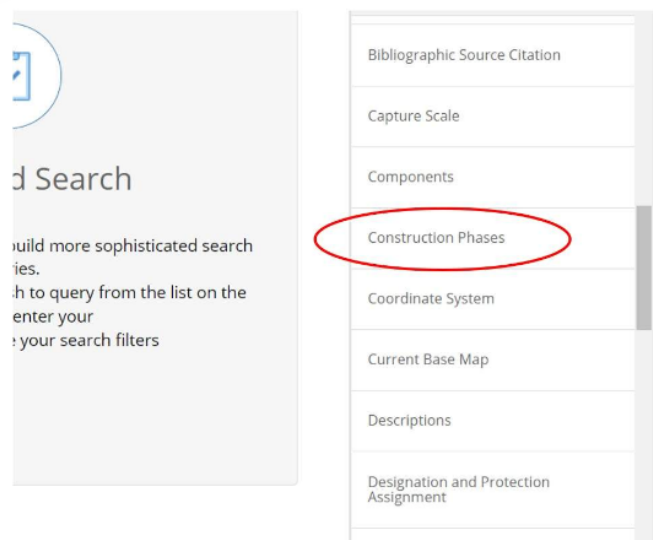 d Search
build more sophisticated search
ies.
h to query from the list on the
enter your
your search filters
Bibliographic Source Citation
Capture Scale
Components
Construction Phases
Coordinate System
Current Base Map
Descriptions
Designation and Protection
Assignment